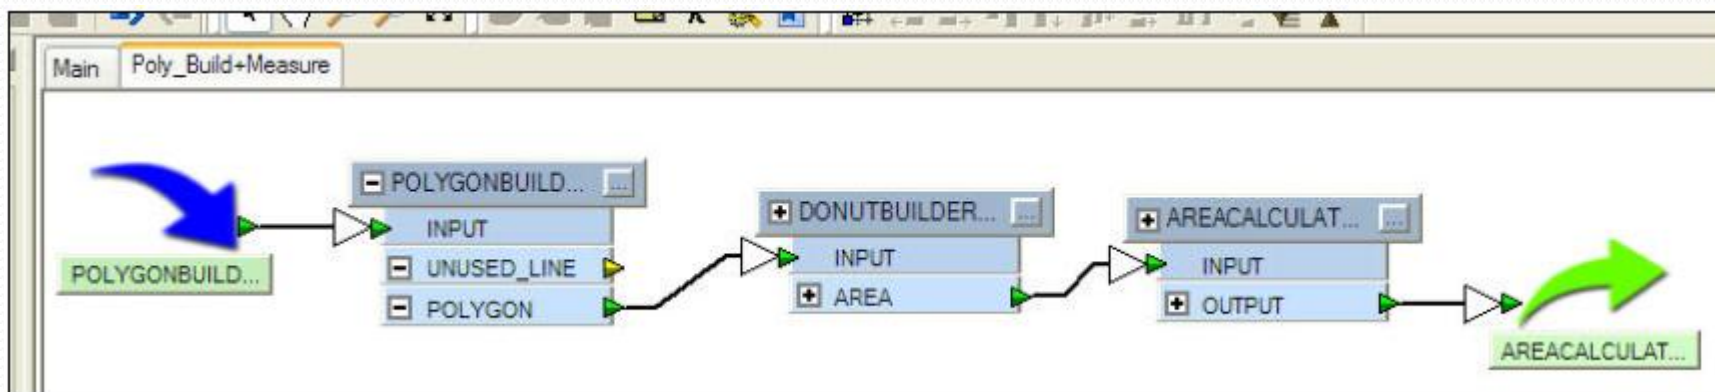 Main
Poly_Build+Measure
POLYGONBUILD...
POLYGONBUILD...
INPUT
UNUSED_LINE
POLYGON
DONUTBUILDER...
INPUT
AREA
AREACALCULAT...
INPUT
OUTPUT
AREACALCULAT...